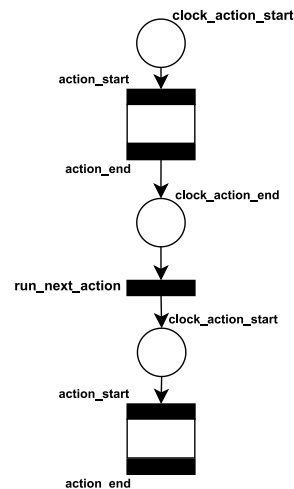 clock_action_start
action_start
action_end
clock_action_end
run_next_action
clock_action_start
action_start
action_end